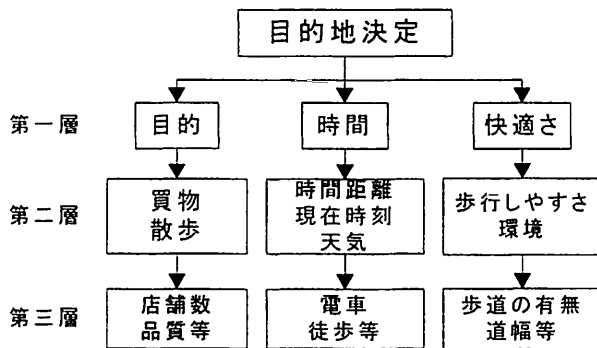 目的地決定
第一層
目的
時間
快適さ
第二層
買物
散歩
時間距離
現在時刻
天気
歩行しやすさ
環境
第三層
店舗数
品質等
電車
徒歩等
歩道の有無
道幅等